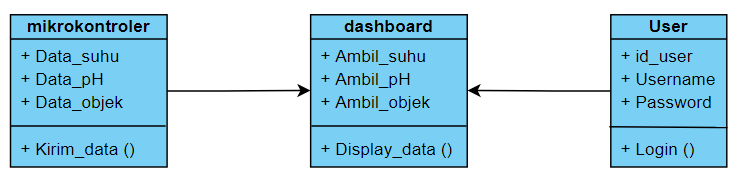 mikrokontroler
+ Data_suhu
+ Data_pH
+ Data_objek
+ Kirim_data ()
dashboard
+ Ambil_suhu
+ Ambil_pH
+ Ambil_objek
+ Display_data ()
User
+ id_user
+ Username
+ Password
+ Login ()